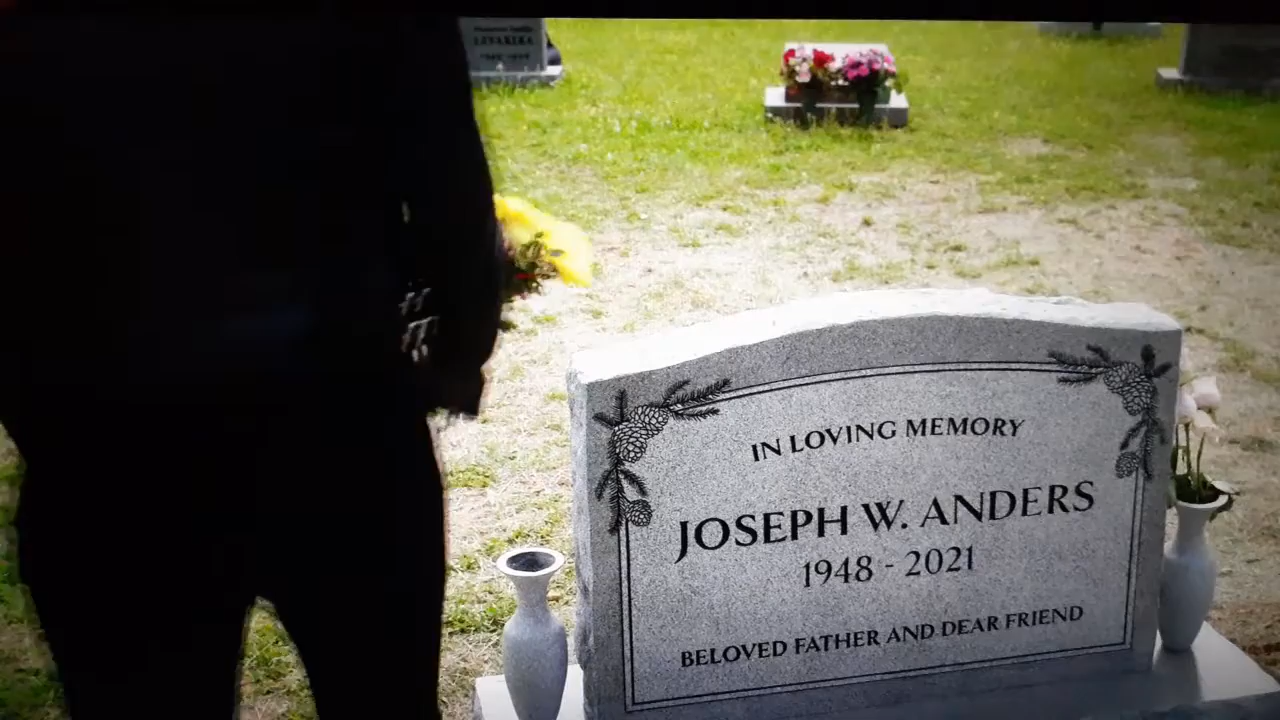 IN LOVING MEMORY
JOSEPH W. ANDERS
1948 - 2021
BELOVED FATHER AND DEAR FRIEND